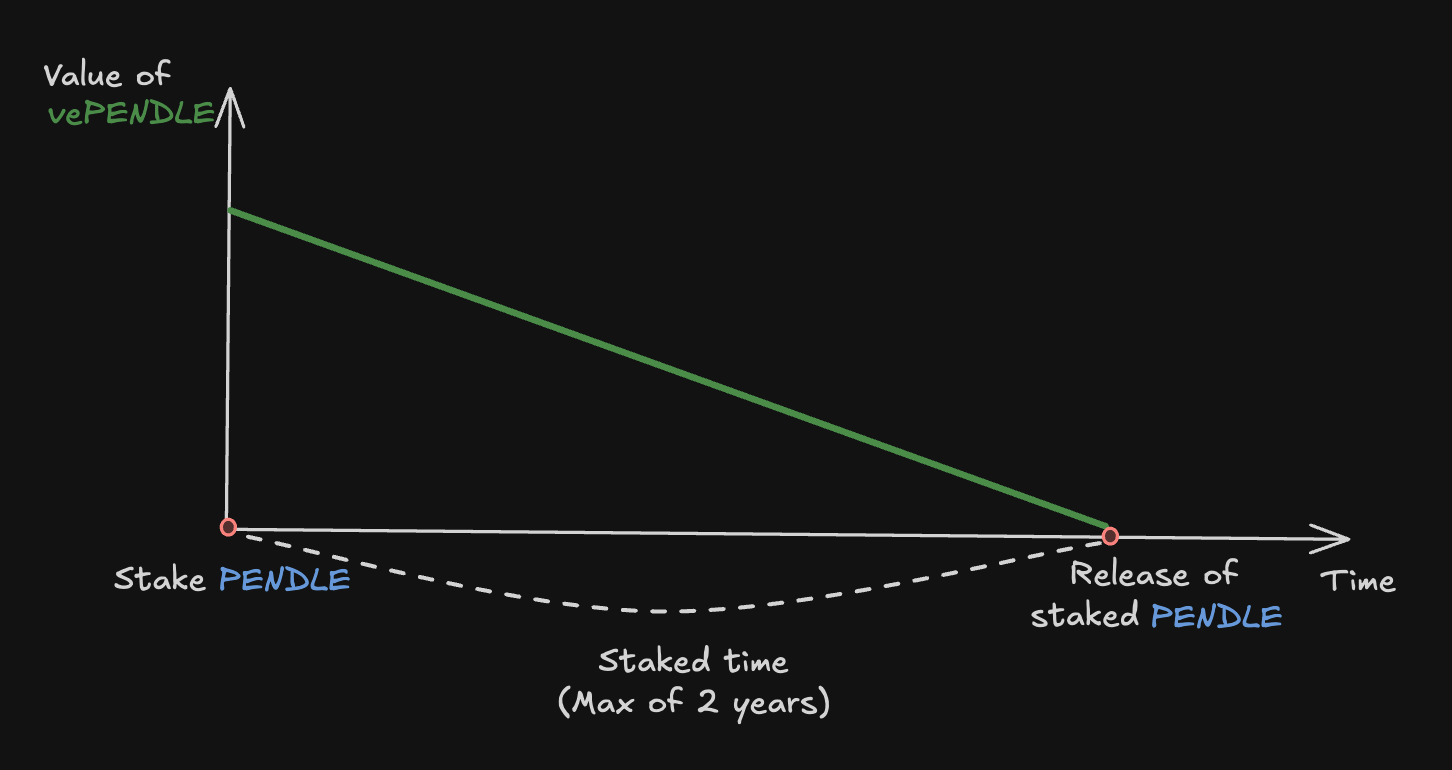 Value of
vePENDLE
Stake PENDLE
Release of
staked PENDLE
Time
Staked time
(Max of 2 years)